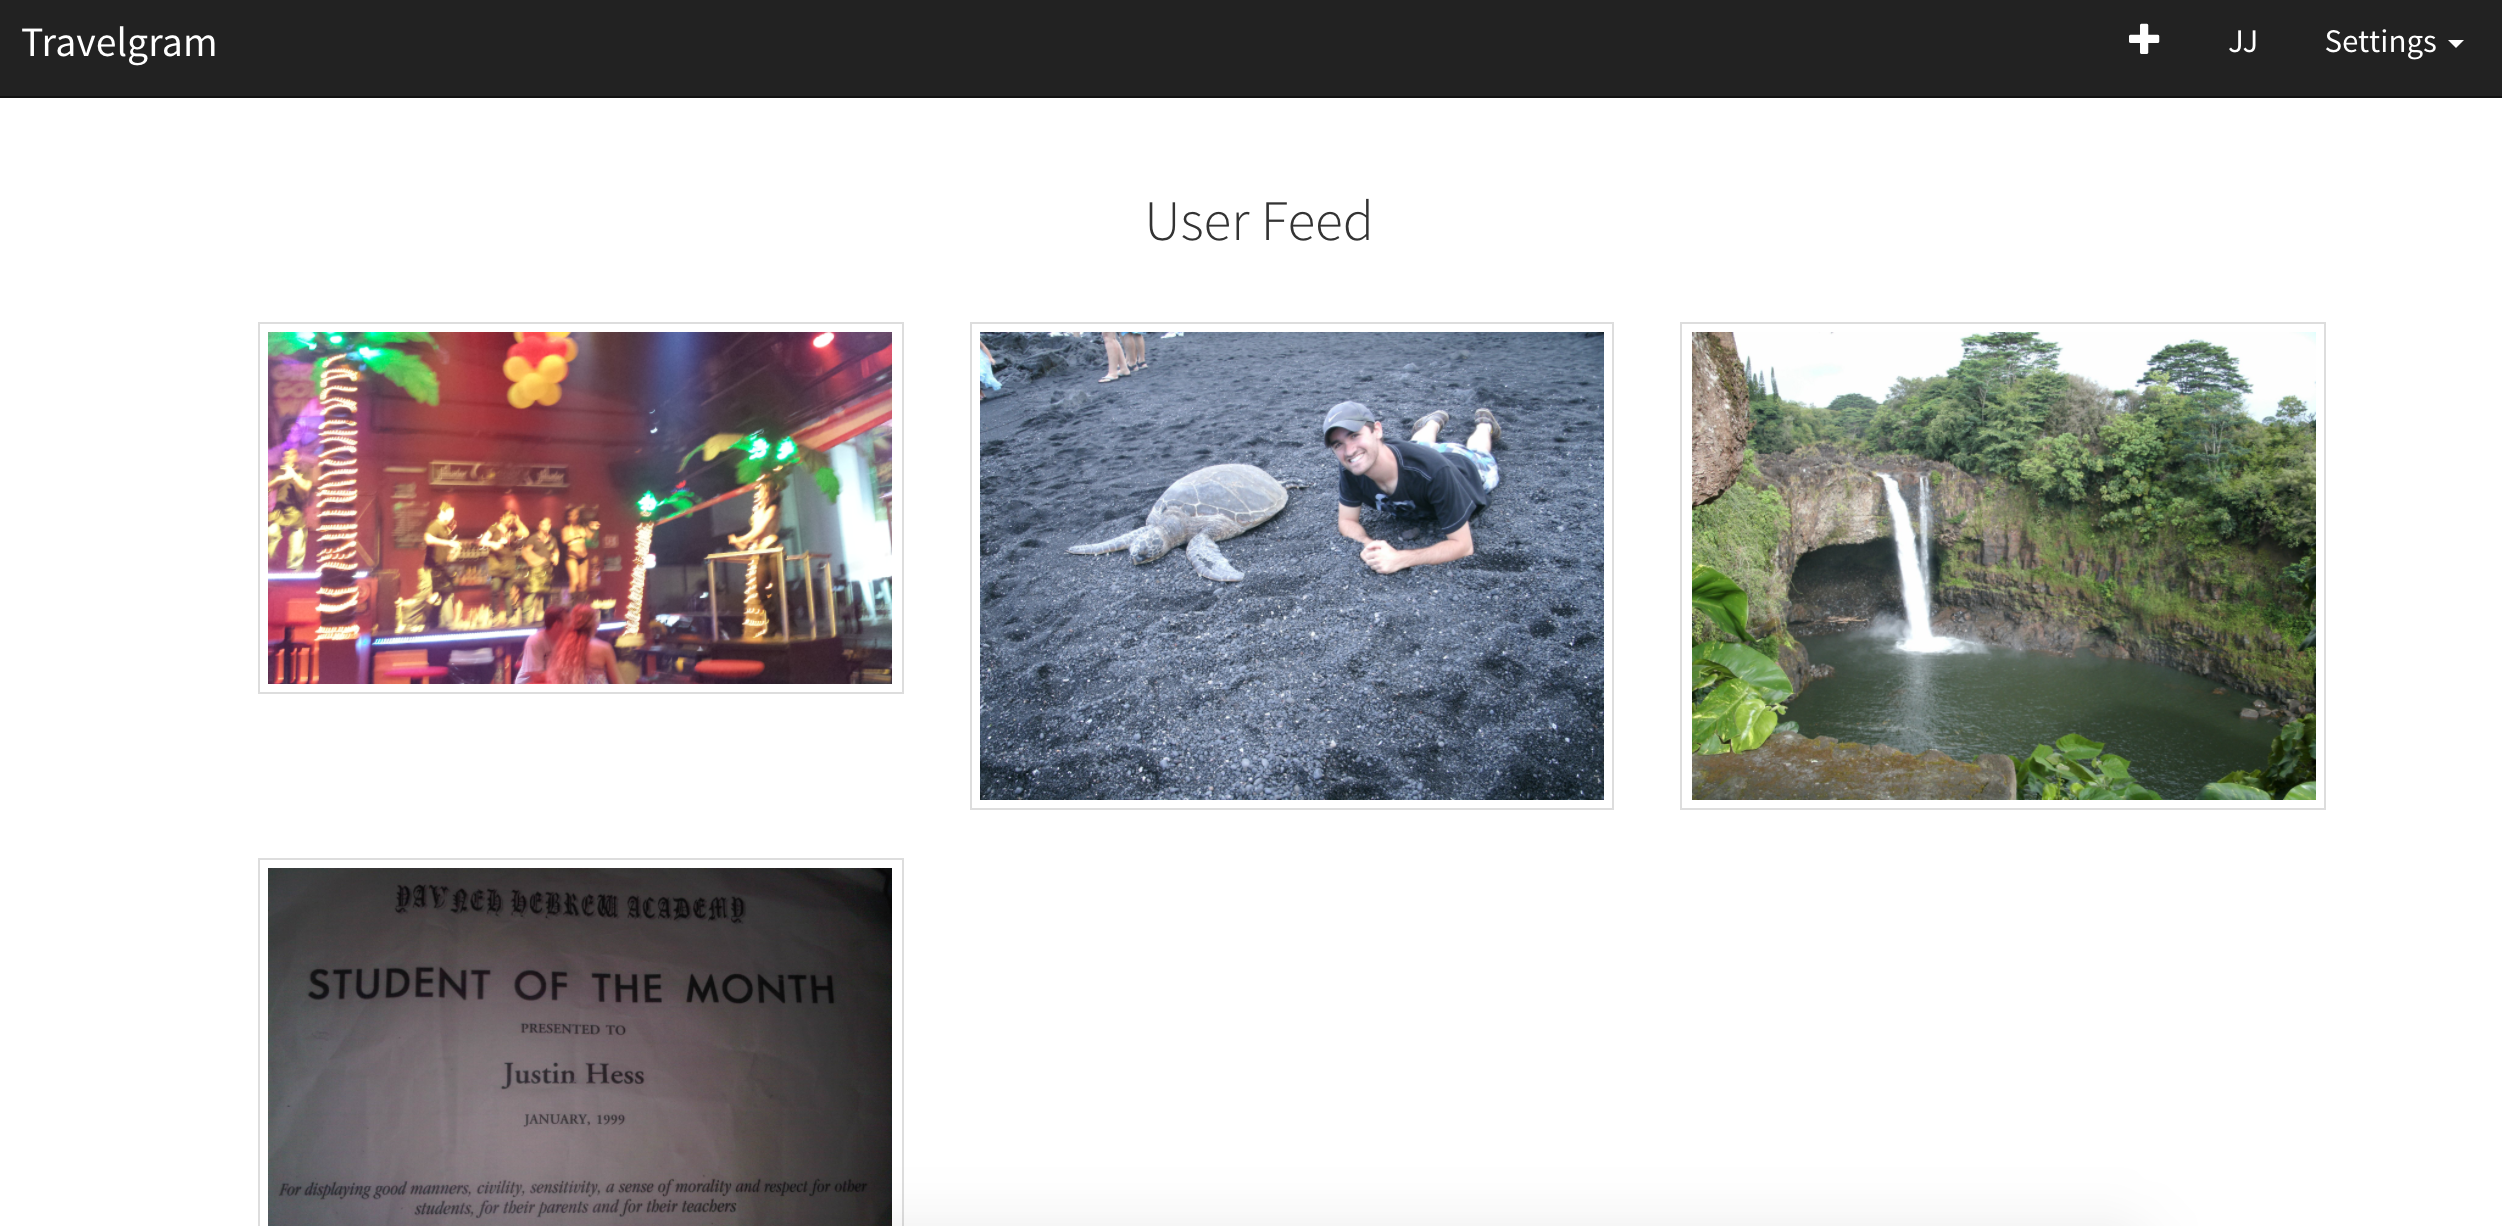 Travelgram
JJ
Settings
User Feed
YAVNEH HEBREW ACADEMY
STUDENT OF THE MONTH
PRESENTED TO
Justin Hess
JANUARY, 1999
For displaying good manners, civility, sensitivity, a sense of morality and respect for other
students, for their parents and for their teachers